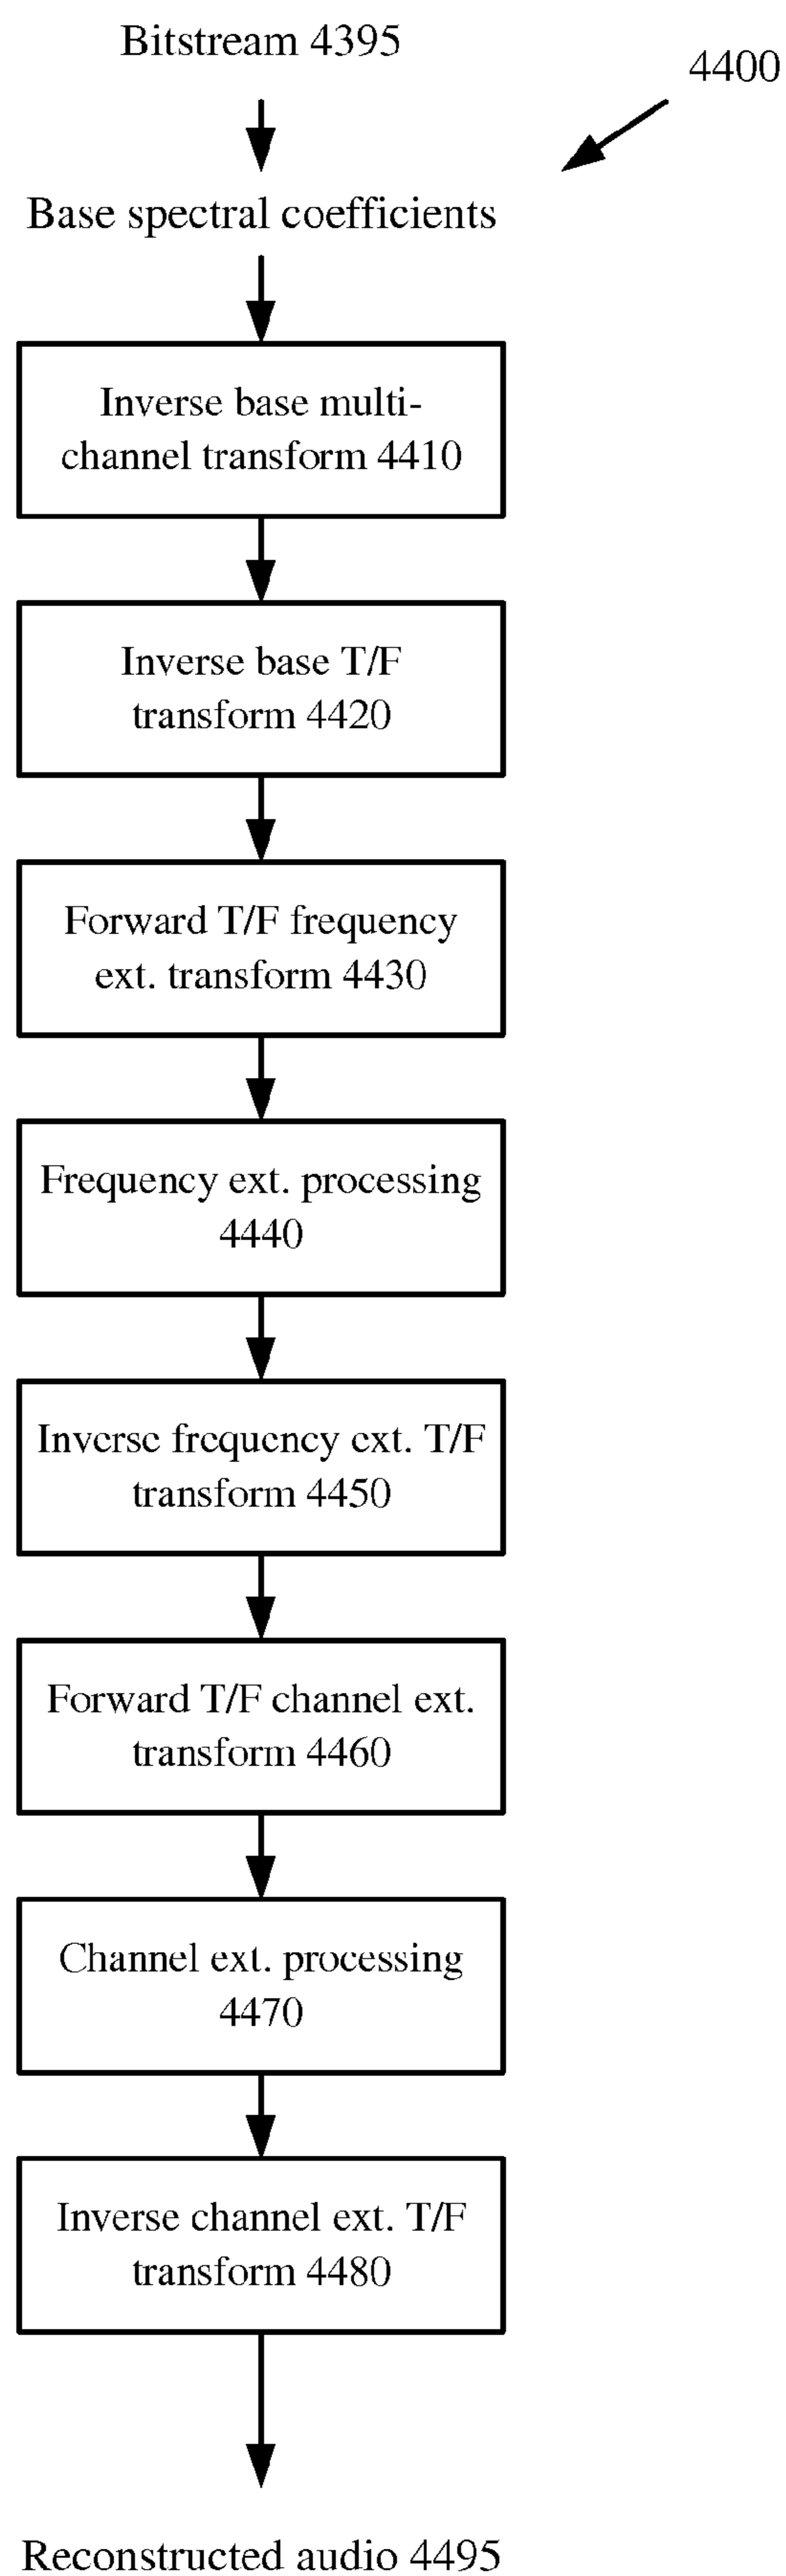 Bitstream 4395
4400
Base spectral coefficients
Inverse base multi-
channel transform 4410
Inverse base T/F
transform 4420
Forward T/F frequency
ext. transform 4430
Frequency ext. processing
4440
Inverse frequency ext. T/F
transform 4450
Forward T/F channel ext.
transform 4460
Channel ext. processing
4470
Inverse channel ext. T/F
transform 4480
Reconstructed audio 4495